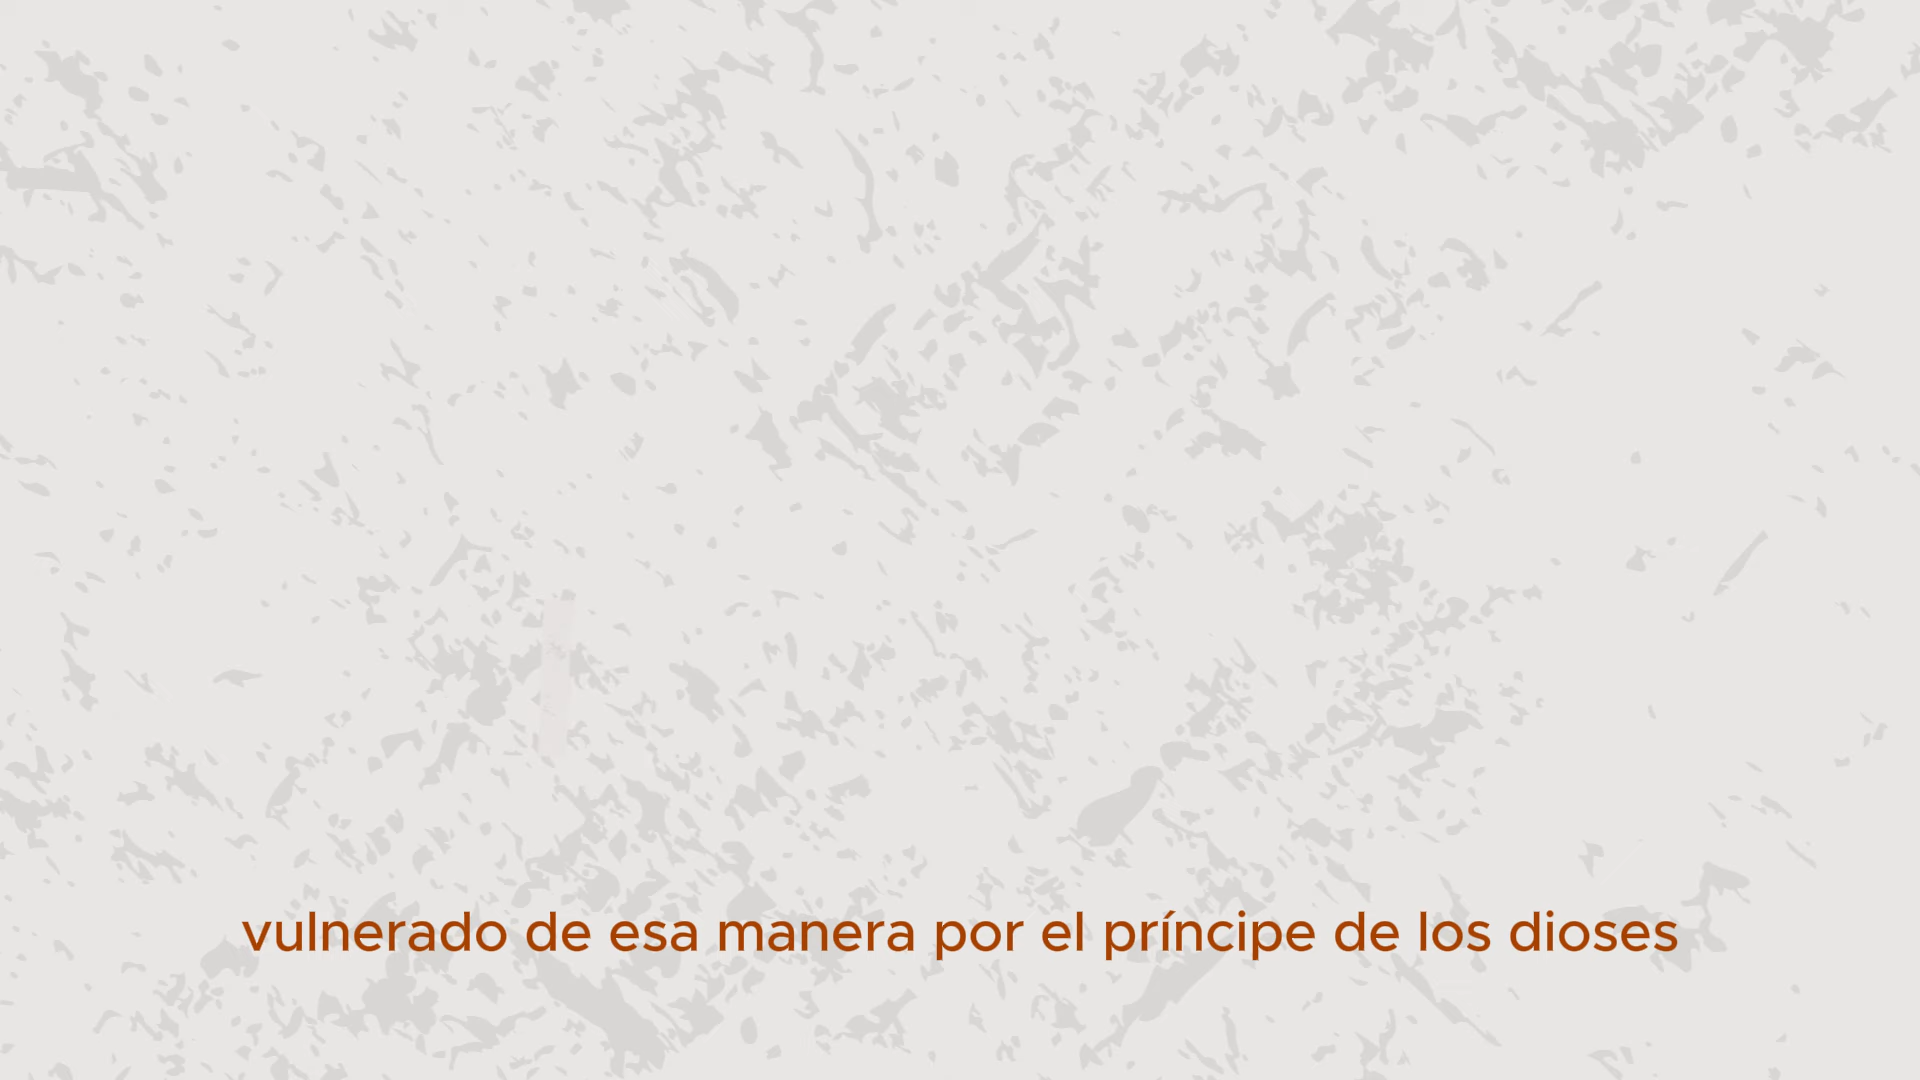 vulnerado de esa manera por el príncipe de los dioses